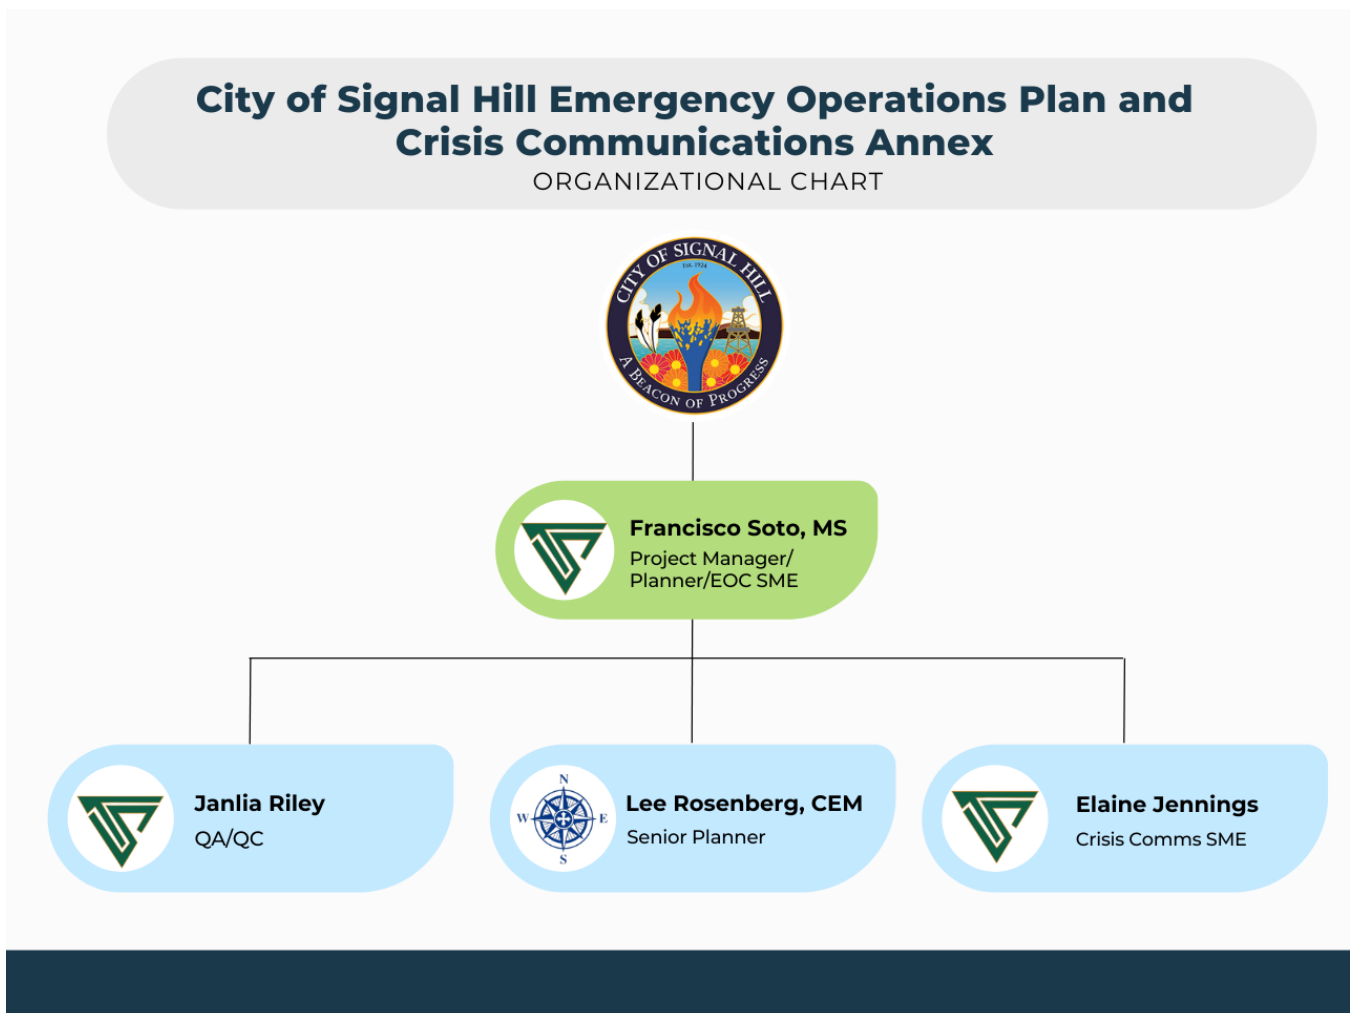 City of Signal Hill Emergency Operations Plan and
Crisis Communications Annex
ORGANIZATIONAL CHART
CITY OF SIGNAL HILL
Est. 1924
A BEACON OF PROGRESS
Francisco Soto, MS
Project Manager/
Planner/EOC SME
Janlia Riley
QA/QC
N
W E
S
Lee Rosenberg, CEM
Senior Planner
Elaine Jennings
Crisis Comms SME